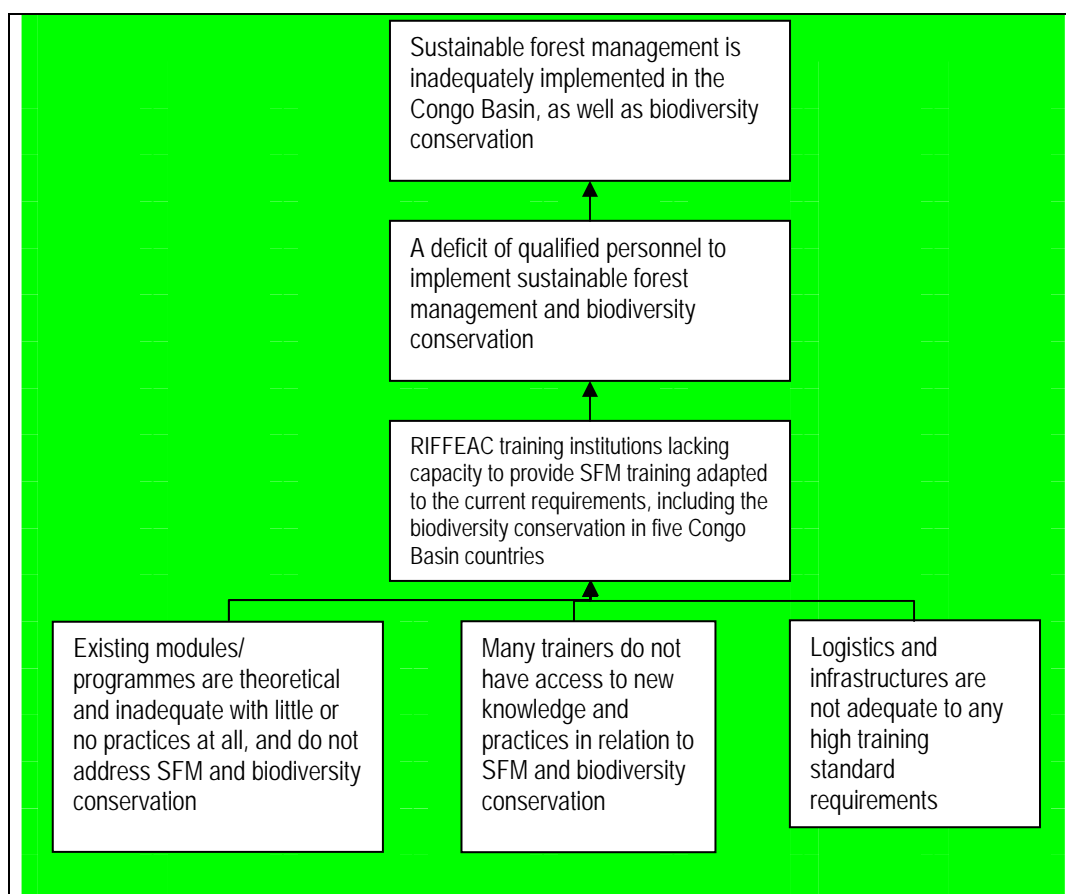 Sustainable forest management is
inadequately implemented in the
Congo Basin, as well as biodiversity
conservation
A deficit of qualified personnel to
implement sustainable forest
management and biodiversity
conservation
RIFFEAC training institutions lacking
capacity to provide SFM training adapted
to the current requirements, including the
biodiversity conservation in five Congo
Basin countries
Existing modules/
programmes are theoretical
and inadequate with little or
no practices at all, and do not
address SFM and biodiversity
conservation
Many trainers do not
have access to new
knowledge and
practices in relation to
SFM and biodiversity
conservation
Logistics and
infrastructures are
not adequate to any
high training
standard
requirements